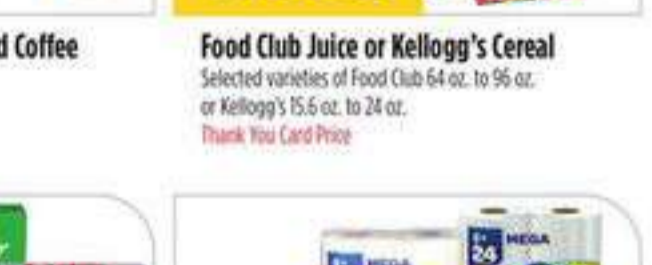 d Coffee
Food Club Juice or Kellogg's Cereal
Selected varieties of Food Club 64 oz. to 96 oz.
or Kellogg's 15.6 oz. to 24 oz.
Thank You Card Price
24
MEGA
MEGA